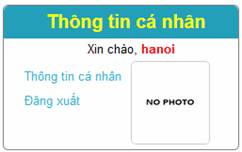 Thông tin cá nhân
Xin chào, hanoi
Thông tin cá nhân
Đăng xuất
NO PHOTO